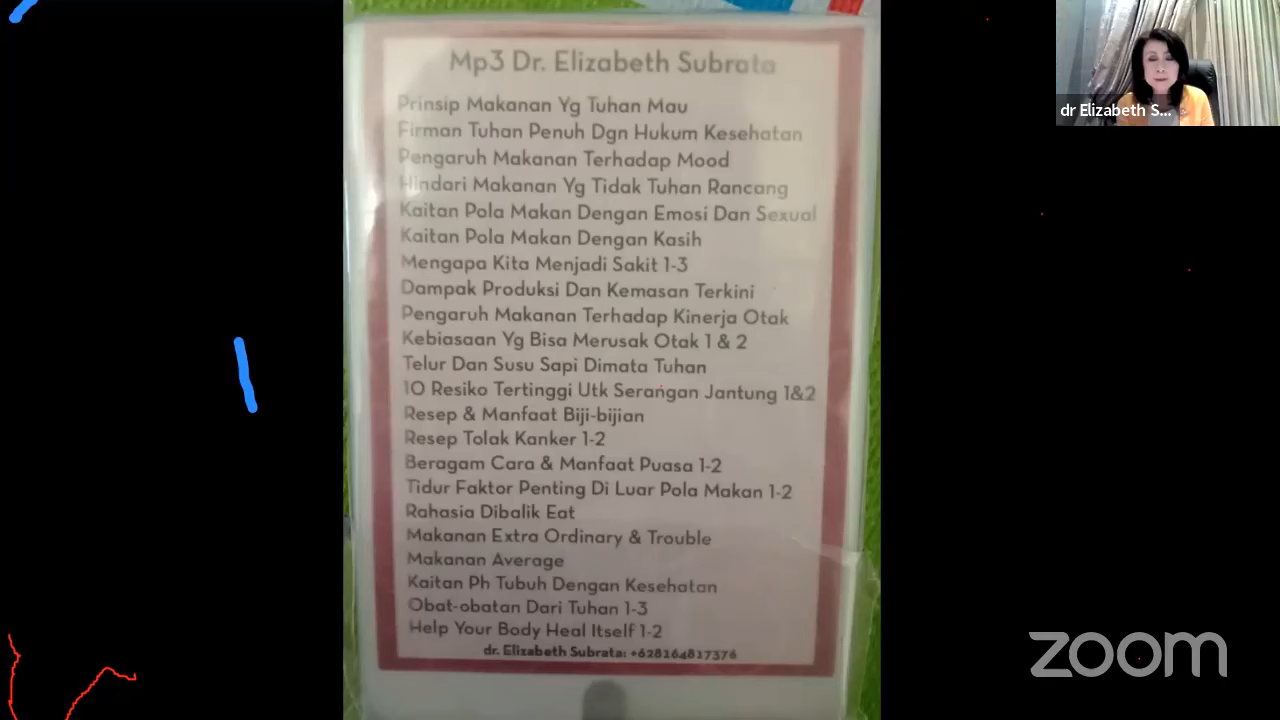 Mp3 Dr. Elizabeth Subrata
Prinsip Makanan Yg Tuhan Mau
Firman Tuhan Penuh Dgn Hukum Kesehatan
Pengaruh Makanan Terhadap Mood
Hindari Makanan Yg Tidak Tuhan Rancang
Kaitan Pola Makan Dengan Emosi Dan Sexual
Kaitan Pola Makan Dengan Kasih
Mengapa Kita Menjadi Sakit 1-3
Dampak Produksi Dan Kemasan Terkini
Pengaruh Makanan Terhadap Kinerja Otak
Kebiasaan Yg Bisa Merusak Otak 1 & 2
Telur Dan Susu Sapi Dimata Tuhan
10 Resiko Tertinggi Utk Serangan Jantung 1&2
Resep & Manfaat Biji-bijian
Resep Tolak Kanker 1-2
Beragam Cara & Manfaat Puasa 1-2
Tidur Faktor Penting Di Luar Pola Makan 1-2
Rahasia Dibalik Eat
Makanan Extra Ordinary & Trouble
Makanan Average
Kaitan Ph Tubuh Dengan Kesehatan
Obat-obatan Dari Tuhan 1-3
Help Your Body Heal Itself 1-2
dr. Elizabeth Subrata: +628164817376
dr Elizabeth S...
zoom